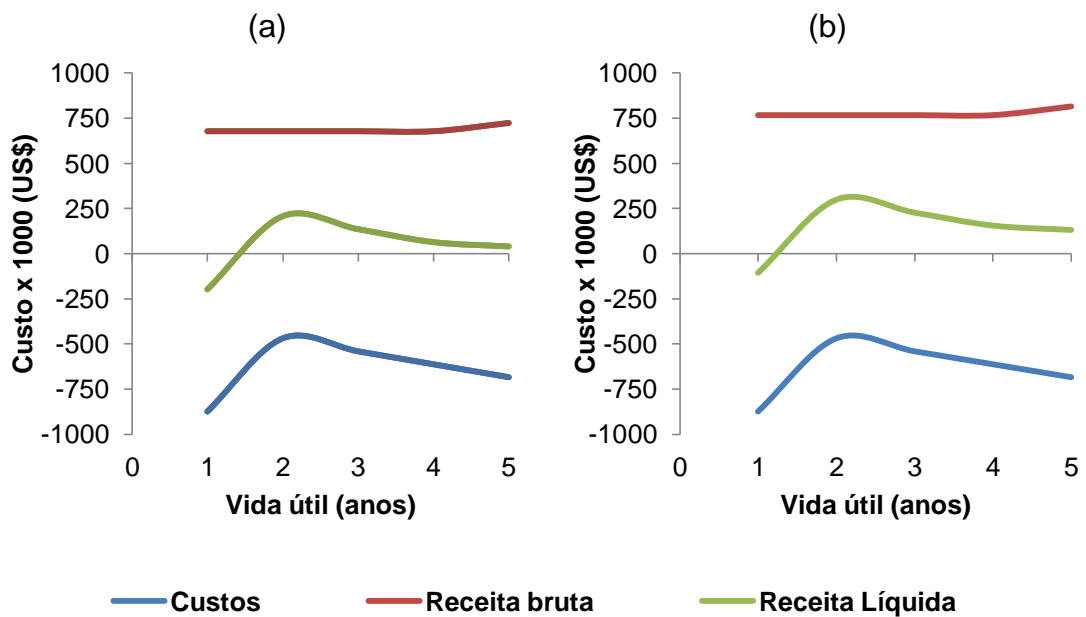 (a)
(b)
Custo x 1000 (US$)
1000
750
500
250
0
-250
-500
-750
-1000
0 1 2 3 4 5
Vida útil (anos)
Custo x 1000 (US$)
1000
750
500
250
0
-250
-500
-750
-1000
0 1 2 3 4 5
Vida útil (anos)
Custos Receita bruta Receita Líquida